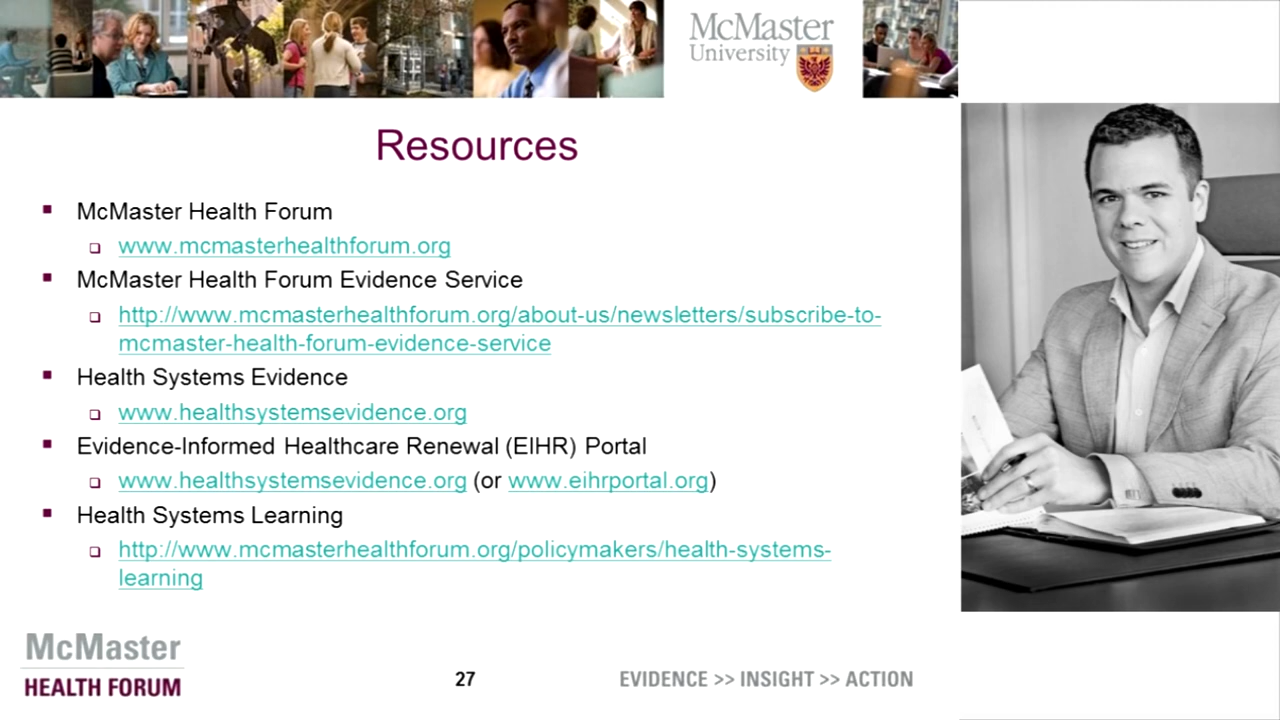 McMaster
University
Resources
McMaster Health Forum
www.mcmasterhealthforum.org
McMaster Health Forum Evidence Service
http://www.mcmasterhealthforum.org/about-us/newsletters/subscribe-to-
mcmaster-health-forum-evidence-service
Health Systems Evidence
www.healthsystemsevidence.org
Evidence-Informed Healthcare Renewal (EIHR) Portal
www.healthsystemsevidence.org (or www.eihrportal.org)
Health Systems Learning
http://www.mcmasterhealthforum.org/policymakers/health-systems-
learning
McMaster
HEALTH FORUM
27
EVIDENCE >> INSIGHT >> ACTION